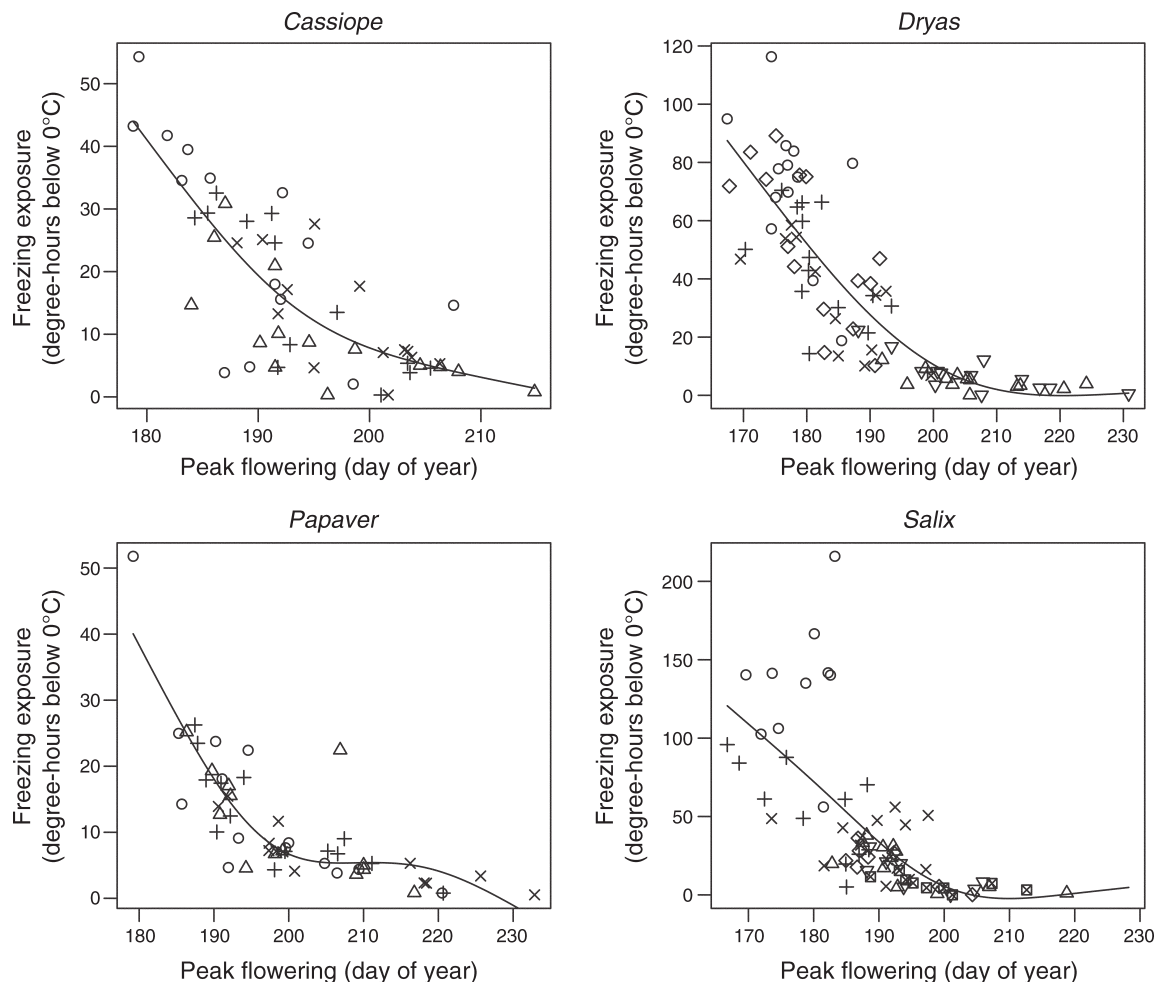 Cassiope
Freezing exposure
(degree-hours below 0°C)
50
40
30
20
10
0
180 190 200 210
Peak flowering (day of year)
Dryas
Freezing exposure
(degree-hours below 0°C)
120
100
80
60
40
20
0
170 180 190 200 210 220 230
Peak flowering (day of year)
Papaver
Freezing exposure
(degree-hours below 0°C)
50
40
30
20
10
0
180 190 200 210 220 230
Peak flowering (day of year)
Salix
Freezing exposure
(degree-hours below 0°C)
200
150
100
50
0
170 180 190 200 210 220 230
Peak flowering (day of year)